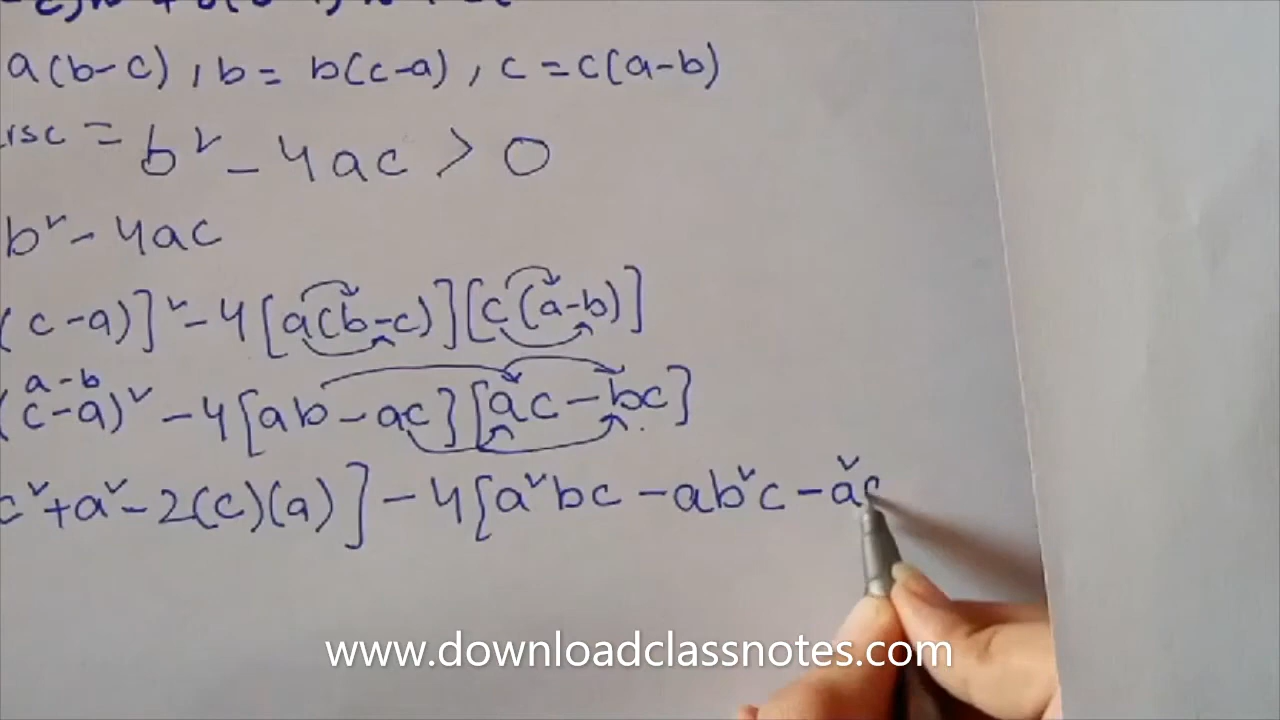 a(b-c), b = b(c-a), c = c(a-b)
isc = b² - 4ac > 0
b² - 4ac
(c-a)]² - 4[a(b-c)][c(a-b)]
a-b
(c-a)² - 4[ab-ac][ac-bc]
c² + a² - 2(c)(a)] - 4[a²bc - ab²c - a²c
www.downloadclassnotes.com